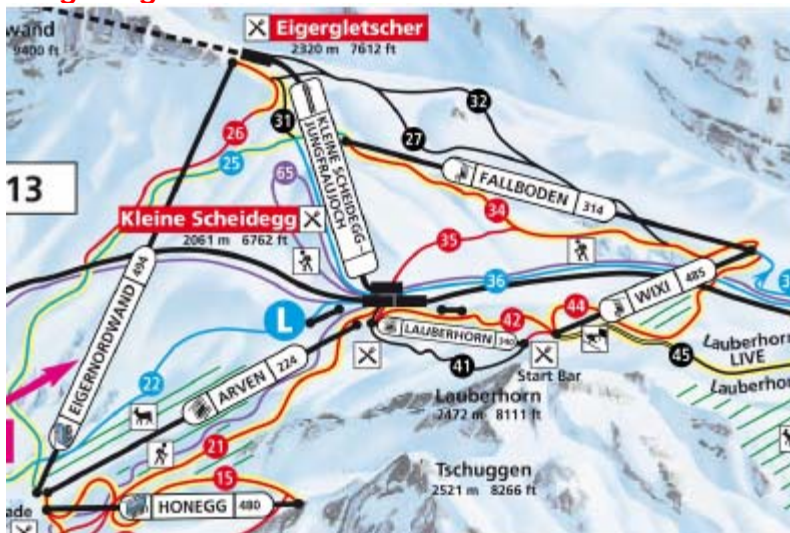 wand
9400 ft
Eigergletscher
2320 m 7612 ft
32
31
27
26
25
KLEINE SCHEIDEGG–
JUNGFRAUJOCH
FALLBODEN 314
13
65
34
Kleine Scheidegg
2061 m 6762 ft
35
EIGERNORDWAND 494
36
WIXI 485
L
42
44
LAUBERHORN 340
41
45
Lauberhorn
LIVE
Lauberhorn
Start Bar
22
ARVEN 224
Lauberhorn
2472 m 8111 ft
21
15
Tschuggen
2521 m 8266 ft
HONEGG 480
ade